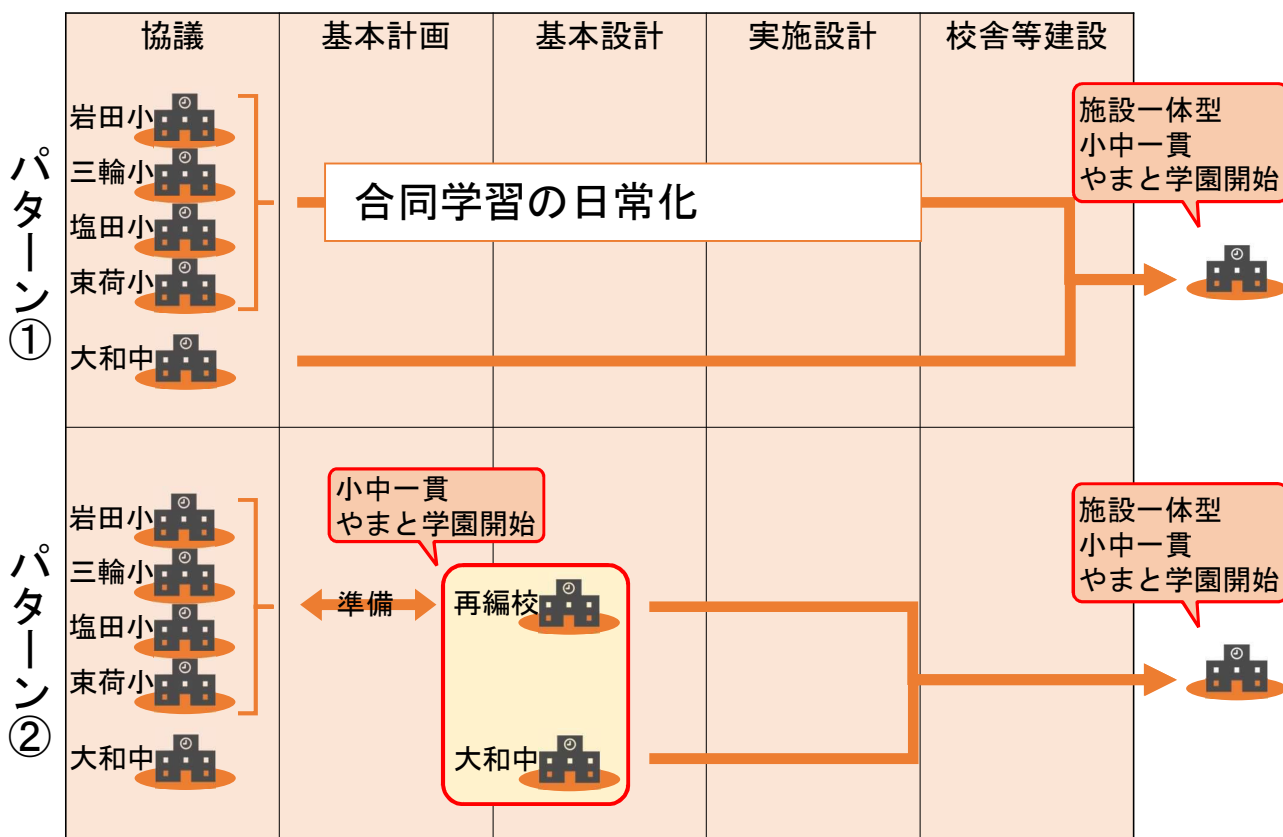 協議 基本計画 基本設計 実施設計 校舎等建設
パターン①
岩田小
三輪小
塩田小
束荷小
大和中
合同学習の日常化
施設一体型
小中一貫
やまと学園開始
パターン②
岩田小
三輪小
塩田小
束荷小
大和中
準備
小中一貫
やまと学園開始
再編校
大和中
施設一体型
小中一貫
やまと学園開始